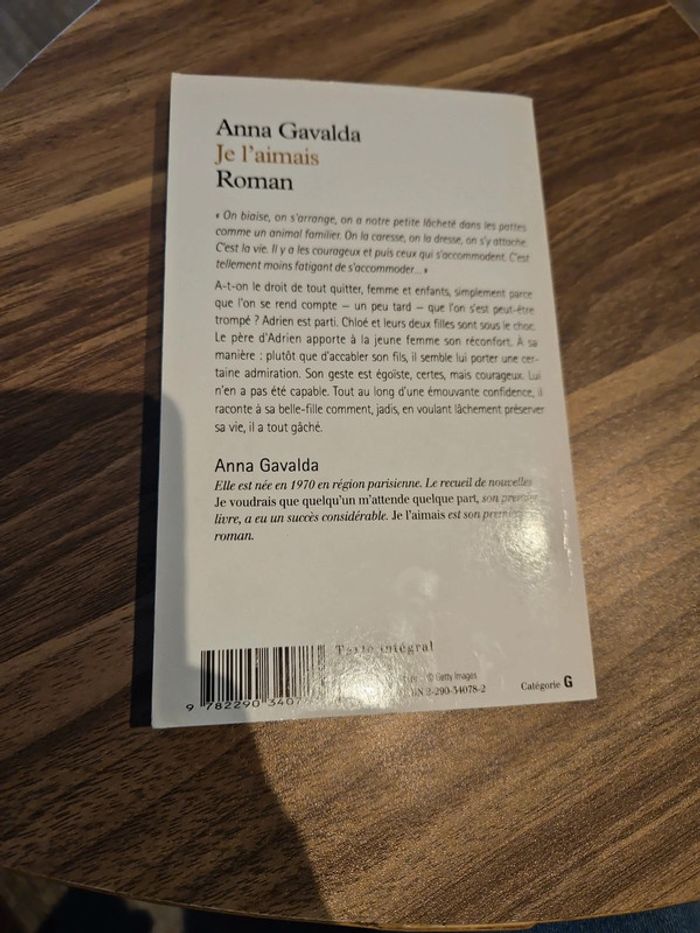 Anna Gavalda
Je l'aimais
Roman
« On biaise, on s'arrange, on a notre petite lâcheté dans les pattes
comme un animal familier. On la caresse, on la dresse, on s'y attache.
C'est la vie. Il y a les courageux et puis ceux qui s'accommodent. C'est
tellement moins fatigant de s'accommoder... »
A-t-on le droit de tout quitter, femme et enfants, simplement parce
que l'on se rend compte – un peu tard – que l'on s'est peut-être
trompé ? Adrien est parti. Chloé et leurs deux filles sont sous le choc.
Le père d'Adrien apporte à la jeune femme son réconfort. À sa
manière : plutôt que d'accabler son fils, il semble lui porter une cer-
taine admiration. Son geste est égoïste, certes, mais courageux. Lui
n'en a pas été capable. Tout au long d'une émouvante confidence, il
raconte à sa belle-fille comment, jadis, en voulant lâchement préserver
sa vie, il a tout gâché.
Anna Gavalda
Elle est née en 1970 en région parisienne. Le recueil de nouvelles
Je voudrais que quelqu'un m'attende quelque part, son premier
livre, a eu un succès considérable. Je l'aimais est son premier
roman.
Texte intégral
© Getty Images
2-290-34078-2
Catégorie G
9 782290 3407